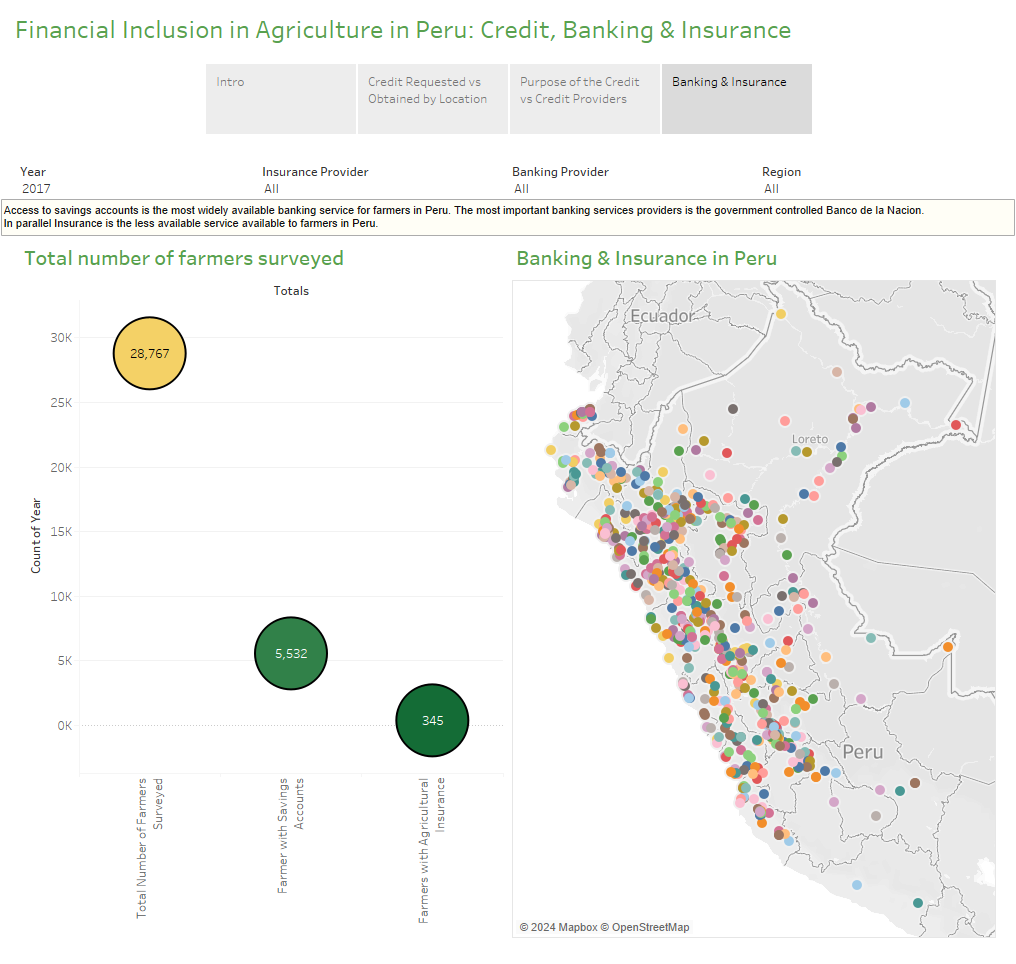 Financial Inclusion in Agriculture in Peru: Credit, Banking & Insurance
Intro
Credit Requested vs
Obtained by Location
Purpose of the Credit
vs Credit Providers
Banking & Insurance
Year
2017
Insurance Provider
All
Banking Provider
All
Region
All
Access to savings accounts is the most widely available banking service for farmers in Peru. The most important banking services providers is the government controlled Banco de la Nacion.
In parallel Insurance is the less available service available to farmers in Peru.
Total number of farmers surveyed
Totals
Count of Year
30K
25K
20K
15K
10K
5K
0K
28,767
5,532
345
Total Number of Farmers
Surveyed
Farmer with Savings
Accounts
Farmers with Agricultural
Insurance
Banking & Insurance in Peru
Ecuador
Loreto
Peru
© 2024 Mapbox © OpenStreetMap